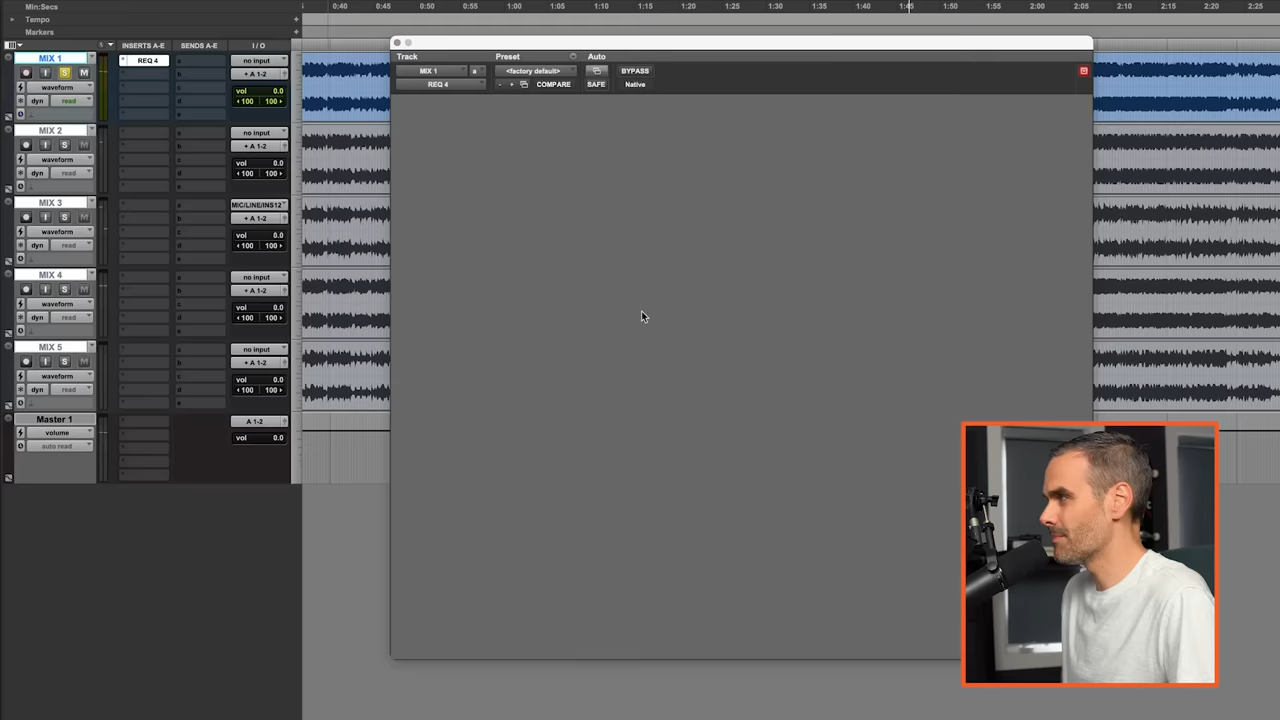 Min:Secs
0:40 0:45 0:50 0:55 1:00 1:05 1:10 1:15 1:20 1:25 1:30 1:35 1:40 1:45 1:50 1:55 2:00 2:05 2:10 2:15 2:20 2:25
Tempo
Markers
INSERTS A-E SENDS A-E I / O
MIX 1
I S M
waveform
dyn read
REQ 4
a
b
c
d
e
no input
+ A 1-2
vol 0.0
100 100
MIX 2
I S M
waveform
dyn read
a
b
c
d
e
no input
+ A 1-2
vol 0.0
100 100
MIX 3
I S M
waveform
dyn read
a
b
c
d
e
MIC/LINE/INS12
+ A 1-2
vol 0.0
100 100
MIX 4
I S M
waveform
dyn read
a
b
c
d
e
no input
+ A 1-2
vol 0.0
100 100
MIX 5
I S M
waveform
dyn read
a
b
c
d
e
no input
+ A 1-2
vol 0.0
100 100
Master 1
volume
auto read
A 1-2
vol 0.0
Track Preset Auto
MIX 1 a <factory default> BYPASS
REQ 4 - + COMPARE SAFE Native